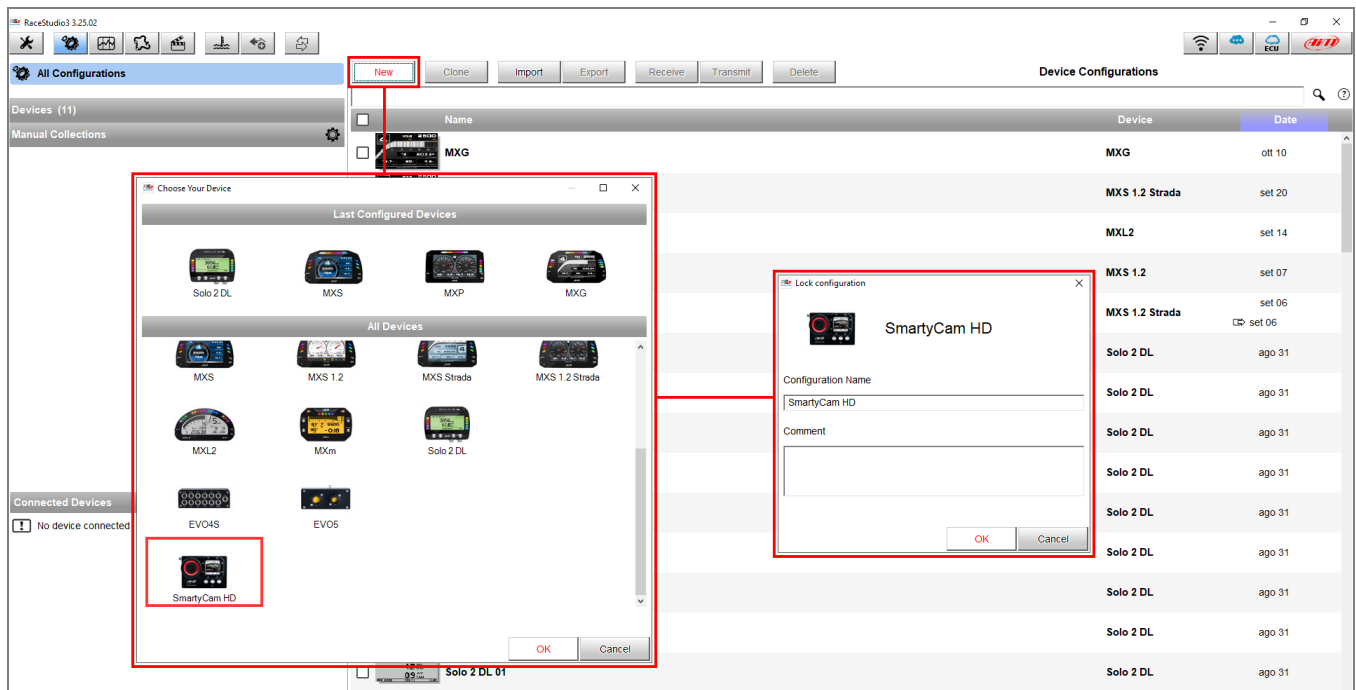 RaceStudio3 3.25.02
ECU
All Configurations
New Clone Import Export Receive Transmit Delete
Device Configurations
Devices (11)
Manual Collections
Name Device Date
MXG MXG ott 10
MXS 1.2 Strada set 20
MXL2 set 14
MXS 1.2 set 07
MXS 1.2 Strada set 06
set 06
Solo 2 DL ago 31
Solo 2 DL ago 31
Solo 2 DL ago 31
Solo 2 DL ago 31
Solo 2 DL ago 31
Solo 2 DL ago 31
Solo 2 DL ago 31
Solo 2 DL ago 31
Solo 2 DL 01 Solo 2 DL ago 31
Connected Devices
No device connected
Choose Your Device
Last Configured Devices
Solo 2 DL MXS MXP MXG
All Devices
MXS MXS 1.2 MXS Strada MXS 1.2 Strada
MXL2 MXm Solo 2 DL
EVO4S EVO5
SmartyCam HD
OK Cancel
Lock configuration
SmartyCam HD
Configuration Name
SmartyCam HD
Comment
OK Cancel